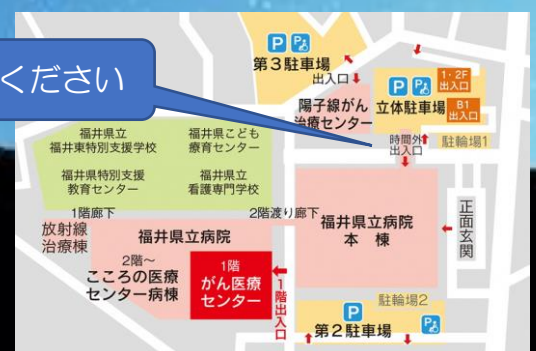 ください
P P
第3駐車場
出入口
陽子線がん
治療センター
P P
立体駐車場
1・2F
出入口
B1
出入口
時間外
出入口
駐輪場1
福井県立
福井東特別支援学校
福井県こども
療育センター
福井県特別支援
教育センター
福井県立
看護専門学校
1階廊下
2階渡り廊下
放射線
治療棟
福井県立病院
2階~
こころの医療
センター病棟
1階
がん医療
センター
1階出入口
福井県立病院
本棟
正面玄関
駐輪場2
P
第2駐車場
P